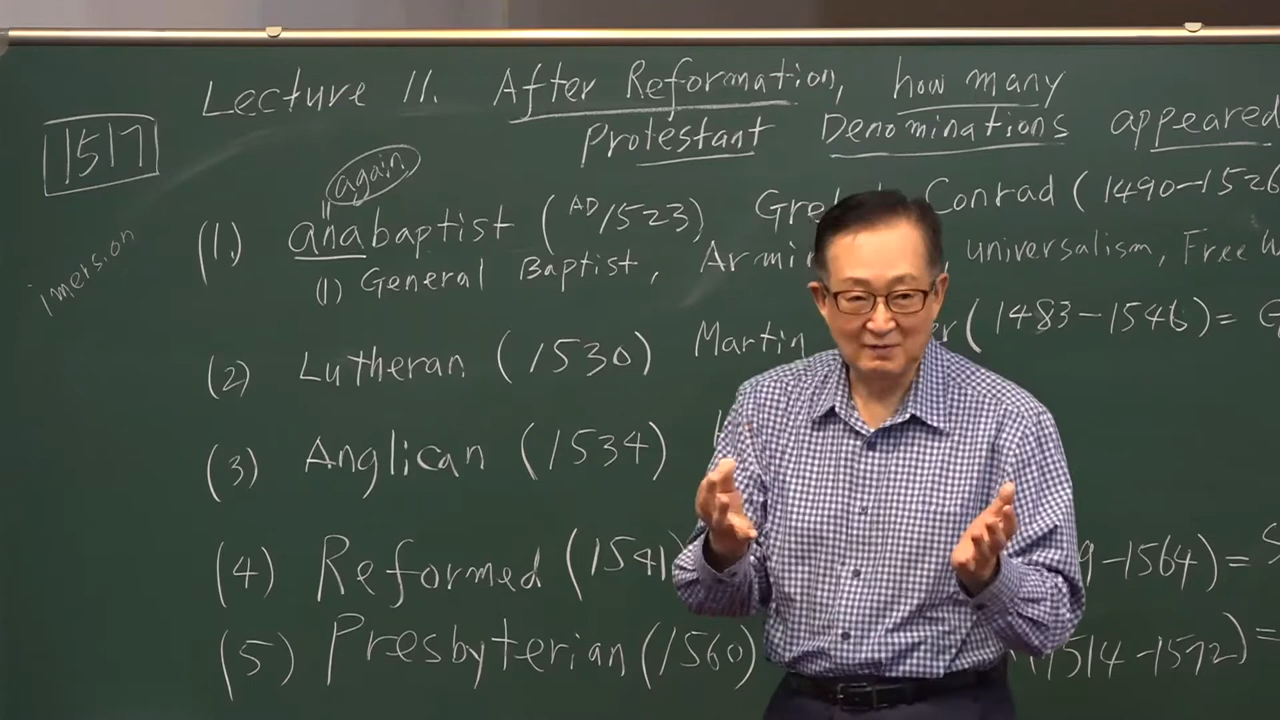 Lecture 11. After Reformation, how many
Protestant Denominations appeared
1517
again
(1.) anabaptist (AD 1523) Conrad (1490-1526
imersion
(1) General Baptist, universalism, Free
(2) Lutheran (1530) Martin (1483-1546) =
(3) Anglican (1534)
(4) Reformed (1541) 9-1564) =
(5) Presbyterian (1560) (1514-1572) =